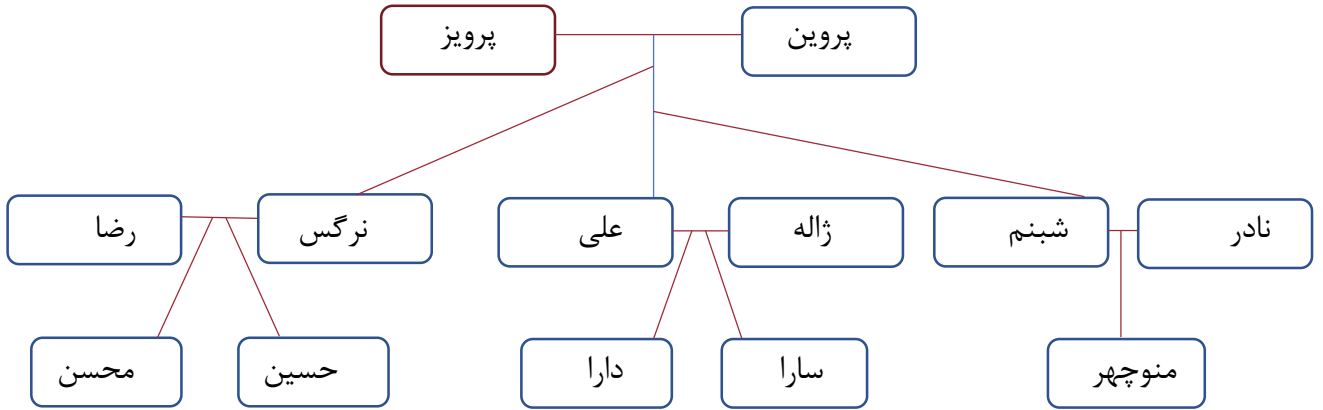 پروین
پرویز
نادر
شبنم
ژاله
علی
نرگس
رضا
منوچهر
سارا
دارا
حسین
محسن